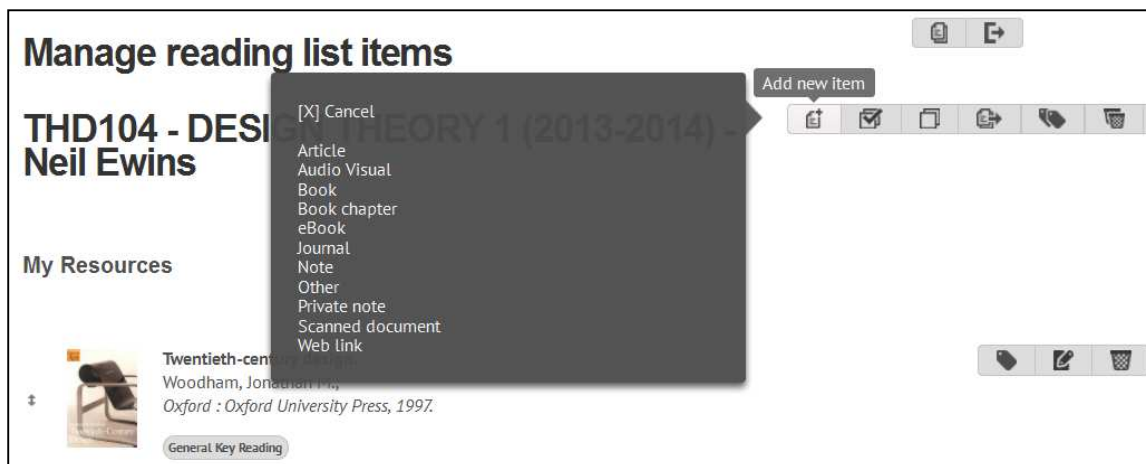 Manage reading list items
Add new item
THD104 - DESIGN THEORY 1 (2013-2014) -
Neil Ewins
[X] Cancel
Article
Audio Visual
Book
Book chapter
eBook
Journal
Note
Other
Private note
Scanned document
Web link
My Resources
Twentieth-century design.
Woodham, Jonathan M.,
Oxford : Oxford University Press, 1997.
General Key Reading